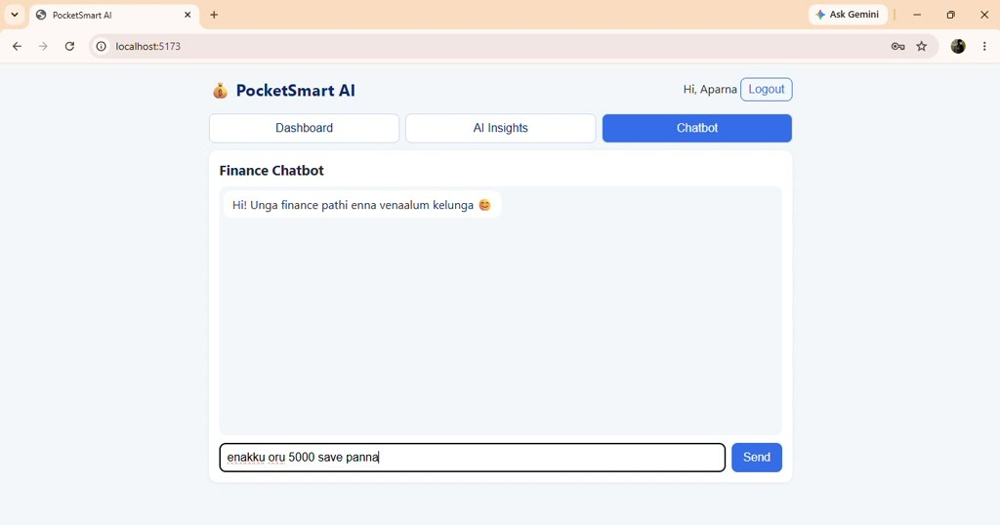 PocketSmart AI
Ask Gemini
localhost:5173
💰 PocketSmart AI
Hi, Aparna Logout
Dashboard AI Insights Chatbot
Finance Chatbot
Hi! Unga finance pathi enna venaalum kelunga 😊
enakku oru 5000 save panna
Send